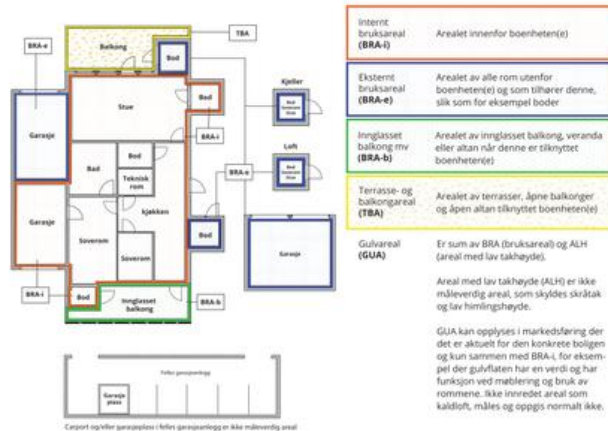 TBA
Balkong
BRA-e
Bod
Kjeller
Stue
Bod
Garasje
BRA-i
Loft
Bod
Bad
Teknisk
rom
BRA-e
Garasje
kjøkken
Soverom
Bod
Garasje
Soverom
BRA-i
Bod
Innglasset
balkong
BRA-b
Felles garasjeanlegg
Garasje
plass
Carport og/eller garasjeplass i felles garasjeanlegg er ikke måleverdig areal
Internt
bruksareal
(BRA-i)
Arealet innenfor boenheten(e)
Eksternt
bruksareal
(BRA-e)
Arealet av alle rom utenfor
boenheten(e) og som tilhører denne,
slik som for eksempel boder
Innglasset
balkong mv
(BRA-b)
Arealet av innglasset balkong, veranda
eller altan når denne er tilknyttet
boenheten(e)
Terrasse- og
balkongareal
(TBA)
Arealet av terrasser, åpne balkonger
og åpen altan tilknyttet boenheten(e)
Gulvareal
(GUA)
Er sum av BRA (bruksareal) og ALH
(areal med lav takhøyde).
Areal med lav takhøyde (ALH) er ikke
måleverdig areal, som skyldes skråtak
og lav himlingshøyde.
GUA kan opplyses i markedsføring der
det er aktuelt for den konkrete boligen
og kun sammen med BRA-i, for eksem-
pel der gulvflaten har en verdi og har
funksjon ved møblering og bruk av
rommene. Ikke innredet areal som
kaldloft, måles og oppgis normalt ikke.